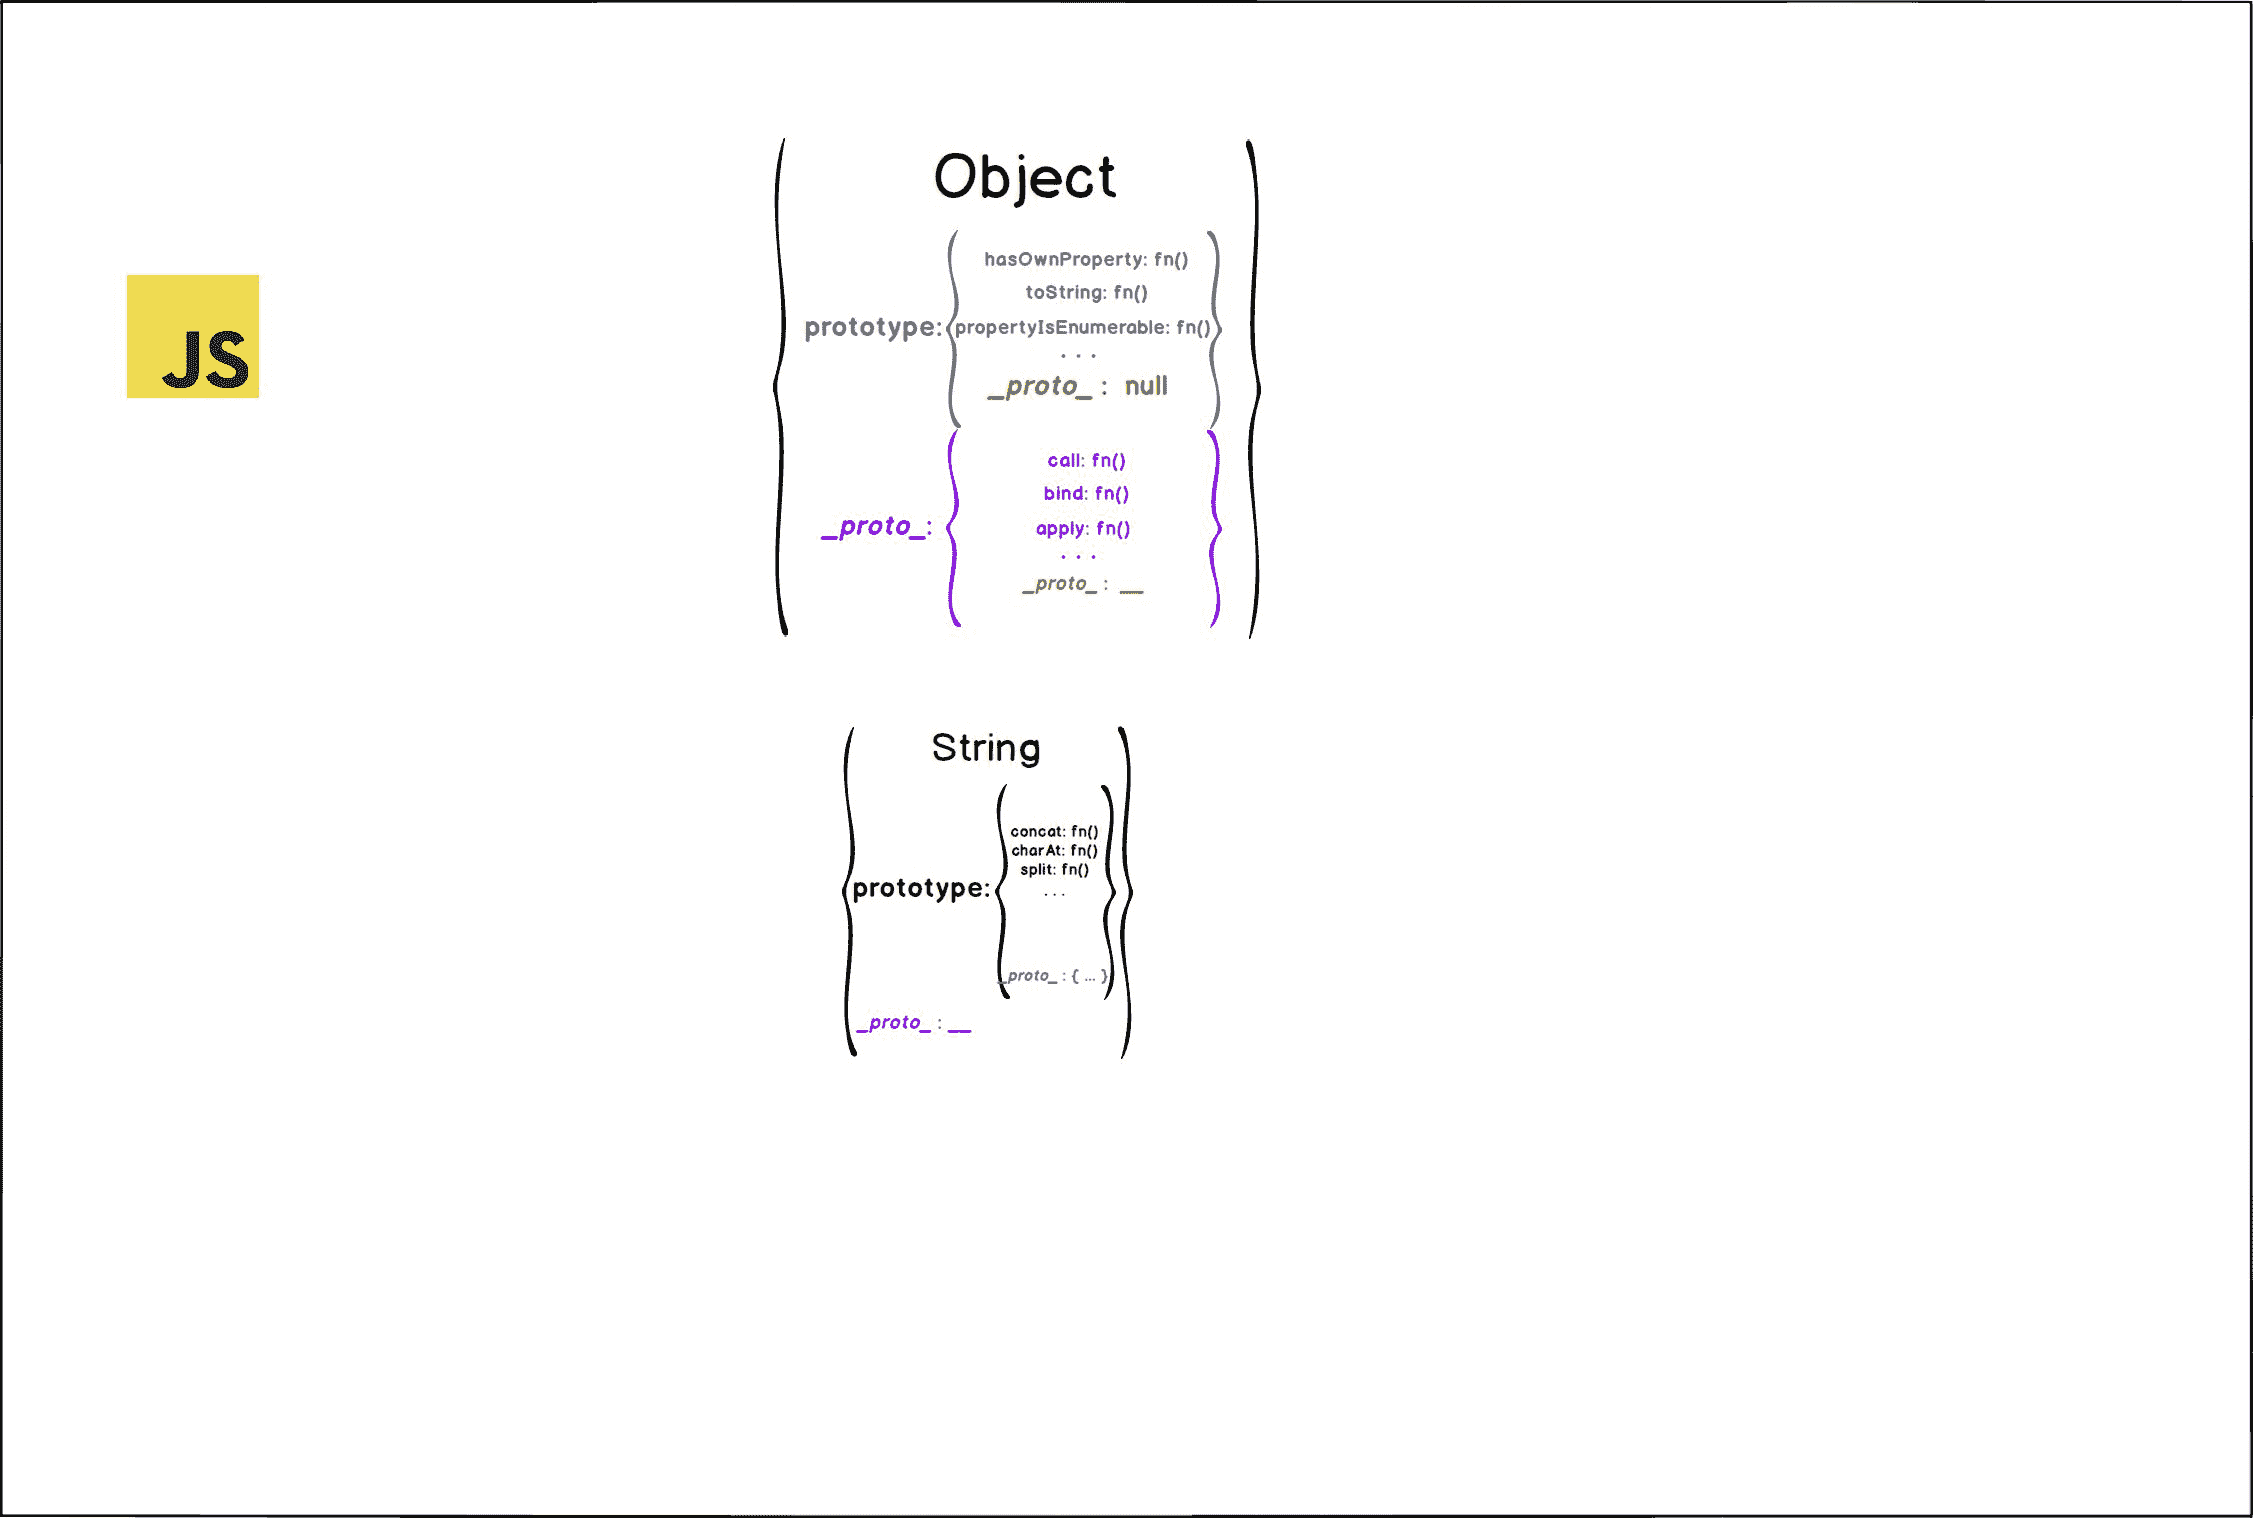 JS
Object
hasOwnProperty: fn()
toString: fn()
prototype: propertyIsEnumerable: fn()
...
_proto_ : null
call: fn()
bind: fn()
_proto_: apply: fn()
...
_proto_ : __
String
concat: fn()
charAt: fn()
split: fn()
prototype: ...
_proto_ : { ... }
_proto_ : __